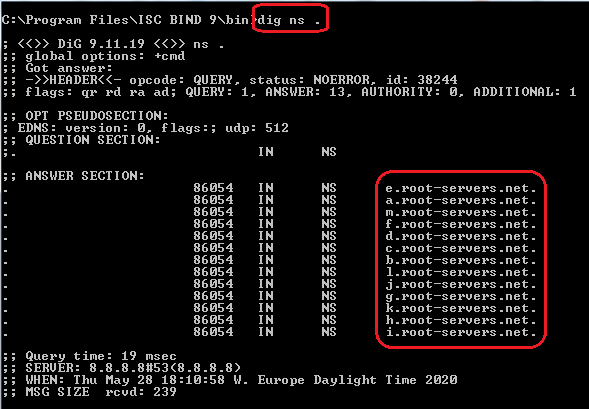 C:\Program Files\ISC BIND 9\bin>dig ns .
; <<>> DiG 9.11.19 <<>> ns .
;; global options: +cmd
;; Got answer:
;; ->>HEADER<<- opcode: QUERY, status: NOERROR, id: 38244
;; flags: qr rd ra ad; QUERY: 1, ANSWER: 13, AUTHORITY: 0, ADDITIONAL: 1
;; OPT PSEUDOSECTION:
; EDNS: version: 0, flags:; udp: 512
;; QUESTION SECTION:
;. IN NS
;; ANSWER SECTION:
. 86054 IN NS e.root-servers.net.
. 86054 IN NS a.root-servers.net.
. 86054 IN NS m.root-servers.net.
. 86054 IN NS f.root-servers.net.
. 86054 IN NS d.root-servers.net.
. 86054 IN NS c.root-servers.net.
. 86054 IN NS b.root-servers.net.
. 86054 IN NS l.root-servers.net.
. 86054 IN NS j.root-servers.net.
. 86054 IN NS g.root-servers.net.
. 86054 IN NS k.root-servers.net.
. 86054 IN NS h.root-servers.net.
. 86054 IN NS i.root-servers.net.
;; Query time: 19 msec
;; SERVER: 8.8.8.8#53(8.8.8.8)
;; WHEN: Thu May 28 18:10:58 W. Europe Daylight Time 2020
;; MSG SIZE rcvd: 239